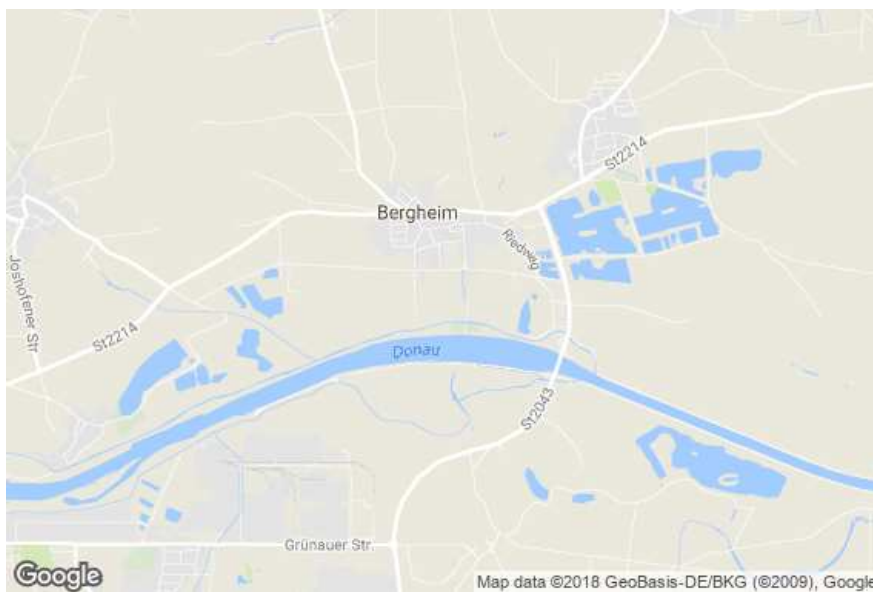 St2214
Bergheim
Riedweg
Joshofener Str
St2214
Donau
St2043
Grünauer Str.
Google
Map data ©2018 GeoBasis-DE/BKG (©2009), Google